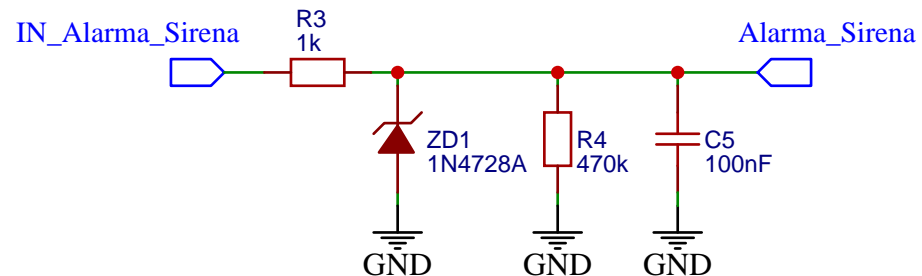 IN_Alarma_Sirena
R3
1k
Alarma_Sirena
ZD1
1N4728A
R4
470k
C5
100nF
GND
GND
GND